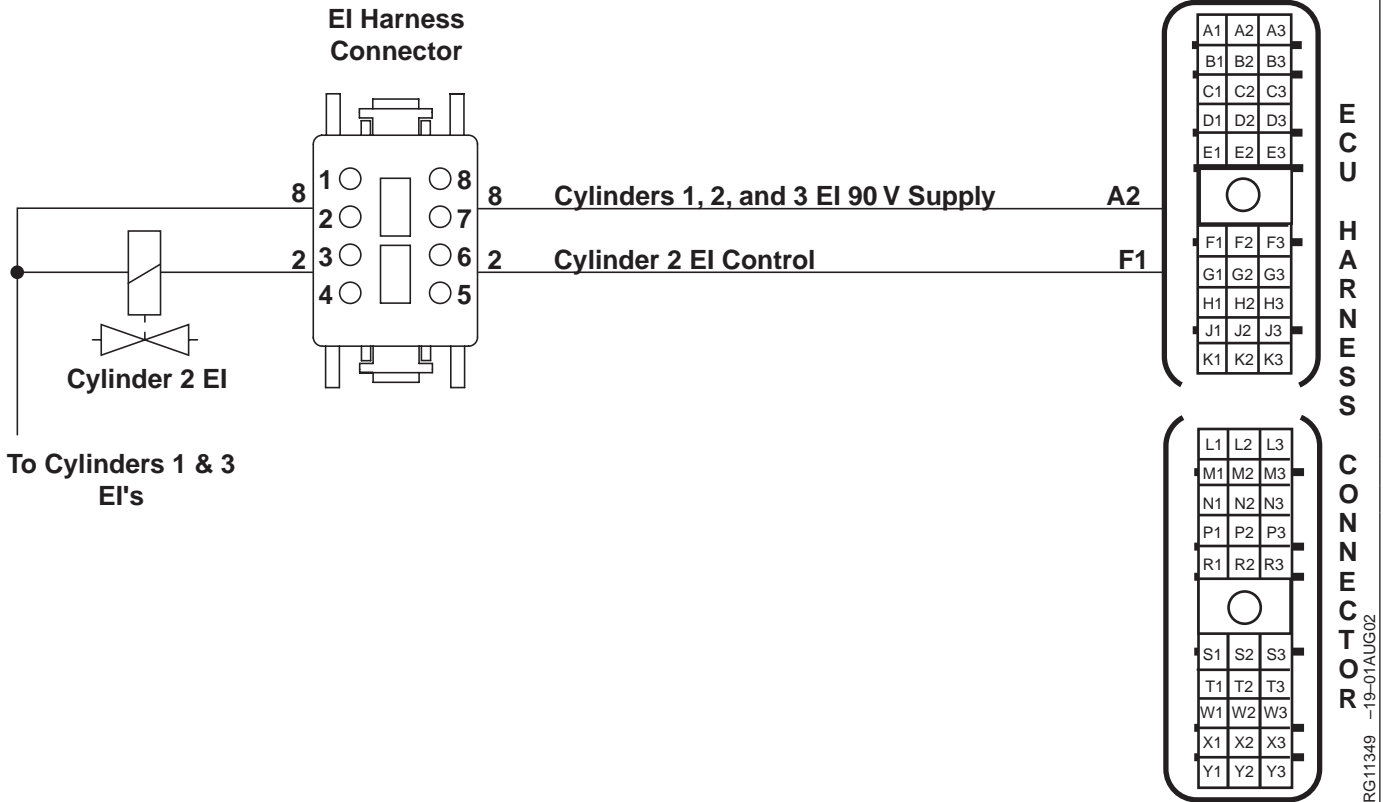 EI Harness
Connector
1
2
3
4
8
7
6
5
8
8
Cylinders 1, 2, and 3 EI 90 V Supply
A2
2
2
Cylinder 2 EI Control
F1
Cylinder 2 EI
To Cylinders 1 & 3
EI's
A1 A2 A3
B1 B2 B3
C1 C2 C3
D1 D2 D3
E1 E2 E3
F1 F2 F3
G1 G2 G3
H1 H2 H3
J1 J2 J3
K1 K2 K3
L1 L2 L3
M1 M2 M3
N1 N2 N3
P1 P2 P3
R1 R2 R3
S1 S2 S3
T1 T2 T3
W1 W2 W3
X1 X2 X3
Y1 Y2 Y3
ECU HARNESS CONNECTOR
RG11349 –19–01AUG02